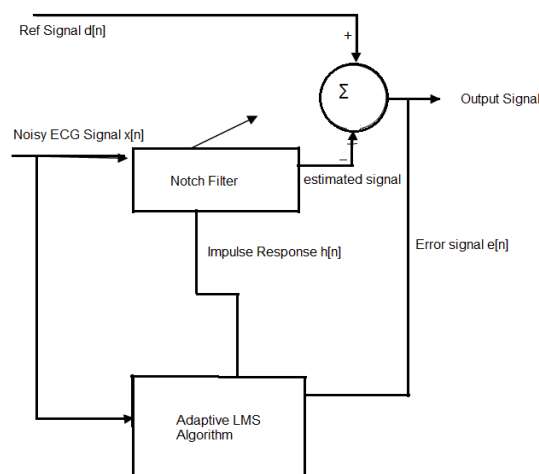 Ref Signal d[n]
+
Σ
Output Signal
Noisy ECG Signal x[n]
Notch Filter
−
estimated signal
Impulse Response h[n]
Error signal e[n]
Adaptive LMS
Algorithm